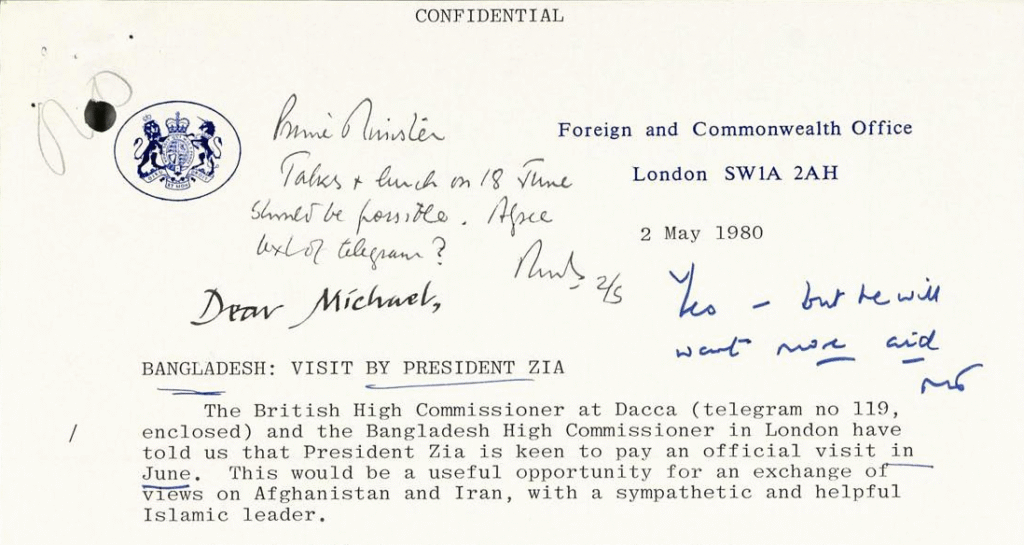 CONFIDENTIAL
Prime Minister
Talks + lunch on 18 June
should be possible. Agree
text of telegram?
2/5
Foreign and Commonwealth Office
London SW1A 2AH
2 May 1980
Yes – but he will
want more aid
mt
Dear Michael,
BANGLADESH: VISIT BY PRESIDENT ZIA
The British High Commissioner at Dacca (telegram no 119,
/ enclosed) and the Bangladesh High Commissioner in London have
told us that President Zia is keen to pay an official visit in
June. This would be a useful opportunity for an exchange of
views on Afghanistan and Iran, with a sympathetic and helpful
Islamic leader.